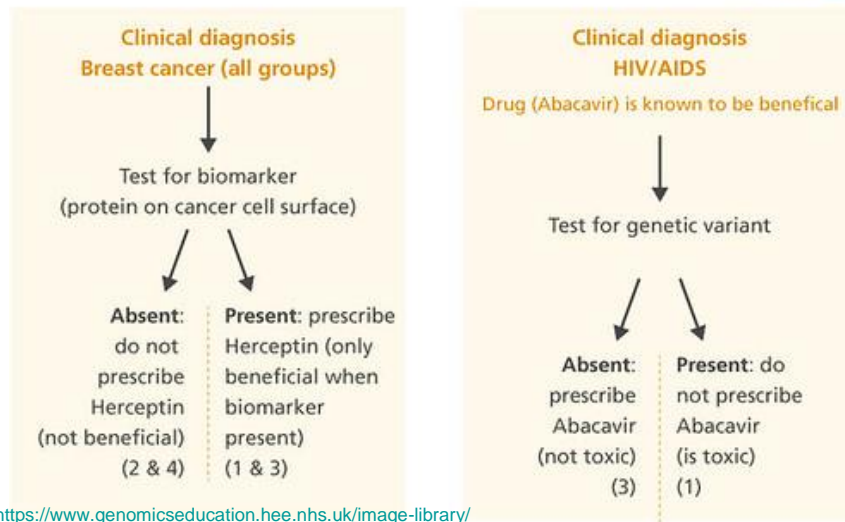 Clinical diagnosis
Breast cancer (all groups)
Test for biomarker
(protein on cancer cell surface)
Absent:
do not
prescribe
Herceptin
(not beneficial)
(2 & 4)
Present: prescribe
Herceptin (only
beneficial when
biomarker
present)
(1 & 3)
Clinical diagnosis
HIV/AIDS
Drug (Abacavir) is known to be benefical
Test for genetic variant
Absent:
prescribe
Abacavir
(not toxic)
(3)
Present: do
not prescribe
Abacavir
(is toxic)
(1)
https://www.genomicseducation.hee.nhs.uk/image-library/